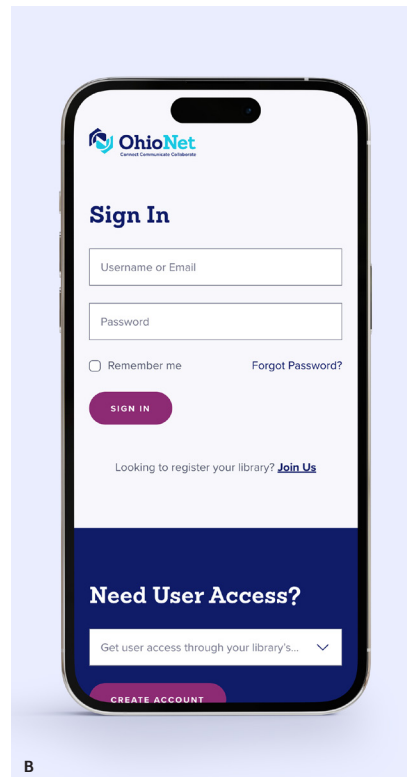 OhioNet
Connect Communicate Collaborate
Sign In
Username or Email
Password
Remember me
Forgot Password?
SIGN IN
Looking to register your library? Join Us
Need User Access?
Get user access through your library's...
CREATE ACCOUNT
B